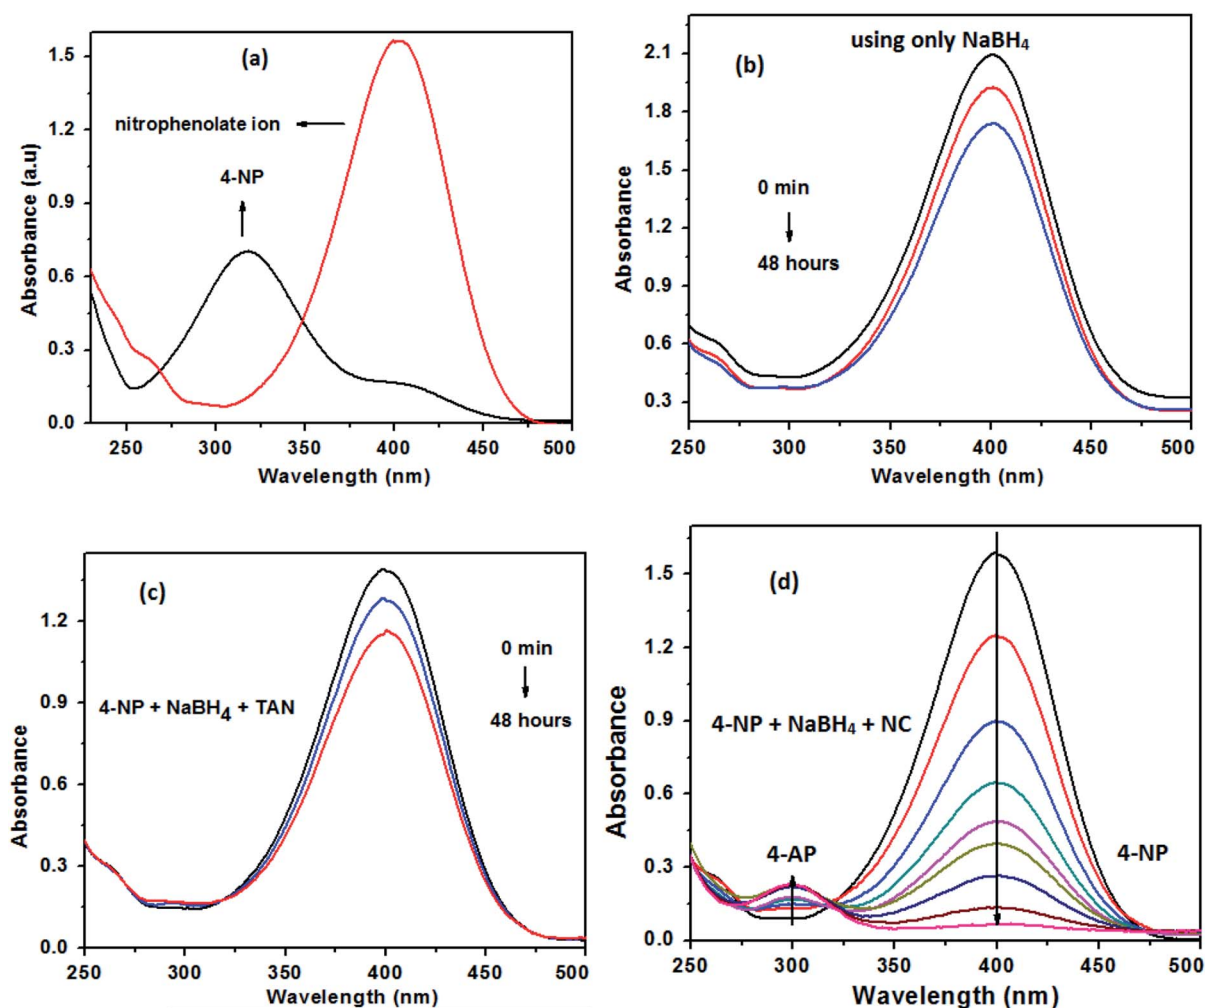 (a)
nitrophenolate ion
4-NP
Absorbance (a.u)
1.5
1.2
0.9
0.6
0.3
0.0
250 300 350 400 450 500
Wavelength (nm)
using only NaBH₄
(b)
0 min
48 hours
Absorbance
2.1
1.8
1.5
1.2
0.9
0.6
0.3
250 300 350 400 450 500
Wavelength (nm)
(c)
0 min
4-NP + NaBH₄ + TAN
48 hours
Absorbance
1.2
0.9
0.6
0.3
0.0
250 300 350 400 450 500
Wavelength (nm)
(d)
4-NP + NaBH₄ + NC
4-AP
4-NP
Absorbance
1.5
1.2
0.9
0.6
0.3
0.0
250 300 350 400 450 500
Wavelength (nm)